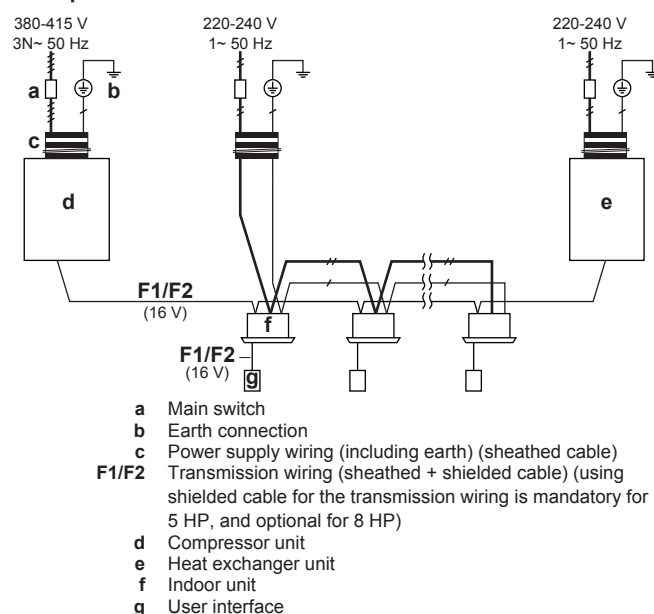 380-415 V
3N~ 50 Hz
220-240 V
1~ 50 Hz
220-240 V
1~ 50 Hz
a
b
c
d
e
F1/F2
(16 V)
f
F1/F2
(16 V)
g
a Main switch
b Earth connection
c Power supply wiring (including earth) (sheathed cable)
F1/F2 Transmission wiring (sheathed + shielded cable) (using
shielded cable for the transmission wiring is mandatory for
5 HP, and optional for 8 HP)
d Compressor unit
e Heat exchanger unit
f Indoor unit
g User interface